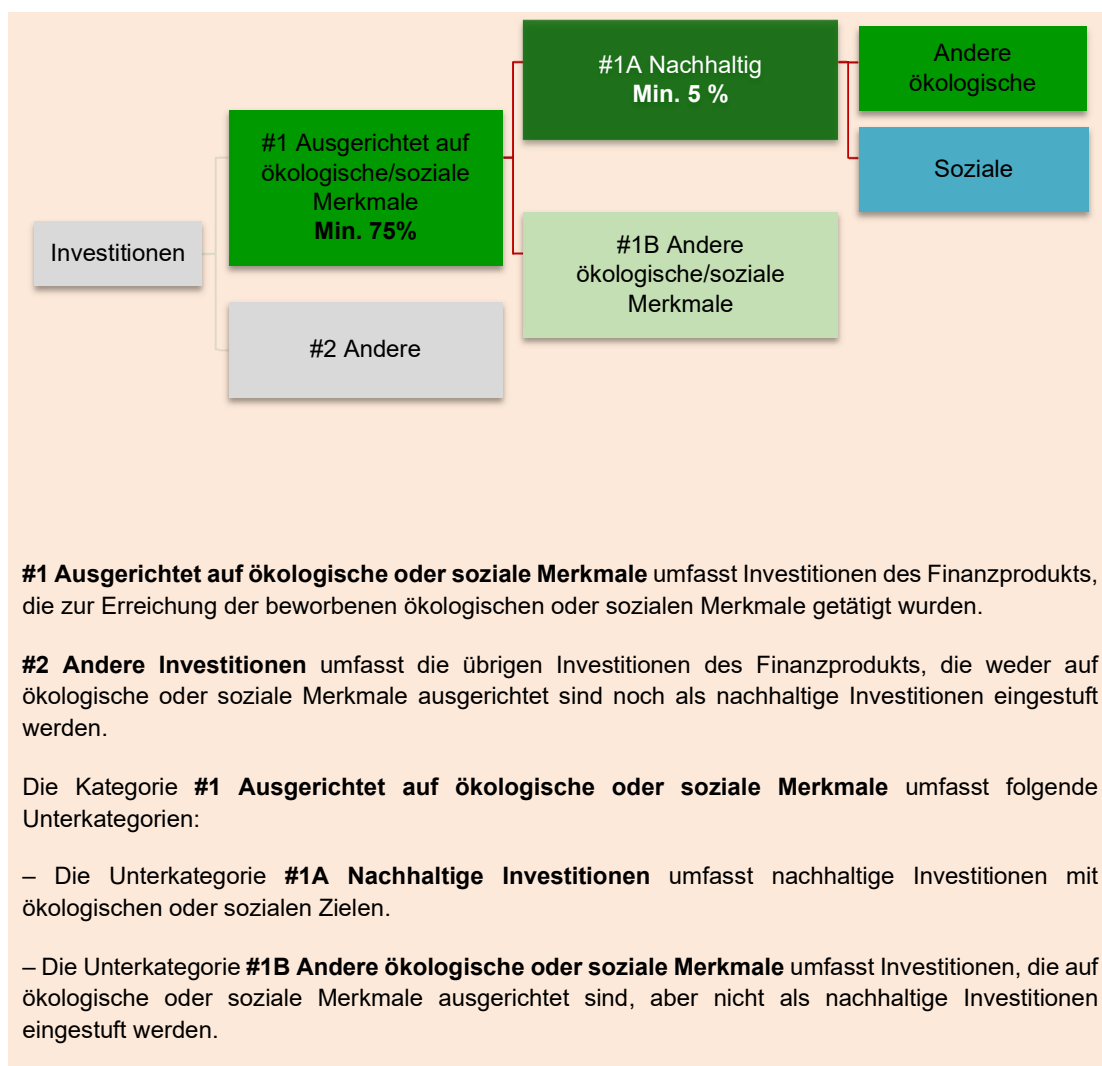 #1A Nachhaltig
Min. 5 %
Andere
ökologische
#1 Ausgerichtet auf
ökologische/soziale
Merkmale
Min. 75%
Soziale
Investitionen
#1B Andere
ökologische/soziale
Merkmale
#2 Andere
#1 Ausgerichtet auf ökologische oder soziale Merkmale umfasst Investitionen des Finanzprodukts,
die zur Erreichung der beworbenen ökologischen oder sozialen Merkmale getätigt wurden.
#2 Andere Investitionen umfasst die übrigen Investitionen des Finanzprodukts, die weder auf
ökologische oder soziale Merkmale ausgerichtet sind noch als nachhaltige Investitionen eingestuft
werden.
Die Kategorie #1 Ausgerichtet auf ökologische oder soziale Merkmale umfasst folgende
Unterkategorien:
– Die Unterkategorie #1A Nachhaltige Investitionen umfasst nachhaltige Investitionen mit
ökologischen oder sozialen Zielen.
– Die Unterkategorie #1B Andere ökologische oder soziale Merkmale umfasst Investitionen, die auf
ökologische oder soziale Merkmale ausgerichtet sind, aber nicht als nachhaltige Investitionen
eingestuft werden.